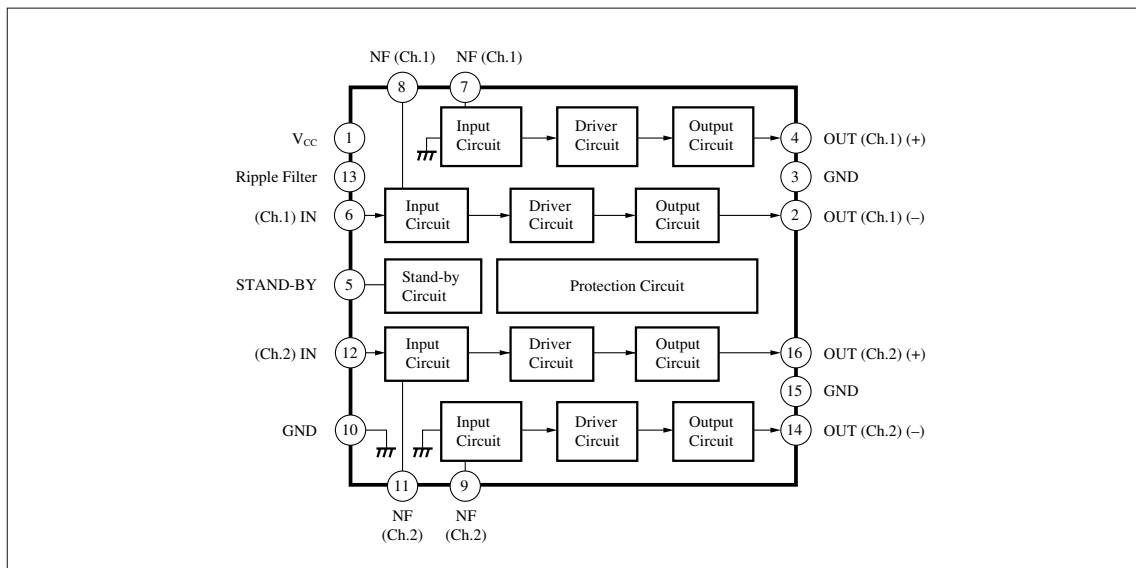 NF (Ch.1)
NF (Ch.1)
8
7
Input
Circuit
Driver
Circuit
Output
Circuit
VCC
1
4
OUT (Ch.1) (+)
Ripple Filter
13
3
GND
(Ch.1) IN
6
Input
Circuit
Driver
Circuit
Output
Circuit
2
OUT (Ch.1) (–)
STAND-BY
5
Stand-by
Circuit
Protection Circuit
(Ch.2) IN
12
Input
Circuit
Driver
Circuit
Output
Circuit
16
OUT (Ch.2) (+)
15
GND
GND
10
Input
Circuit
Driver
Circuit
Output
Circuit
14
OUT (Ch.2) (–)
11
9
NF
(Ch.2)
NF
(Ch.2)